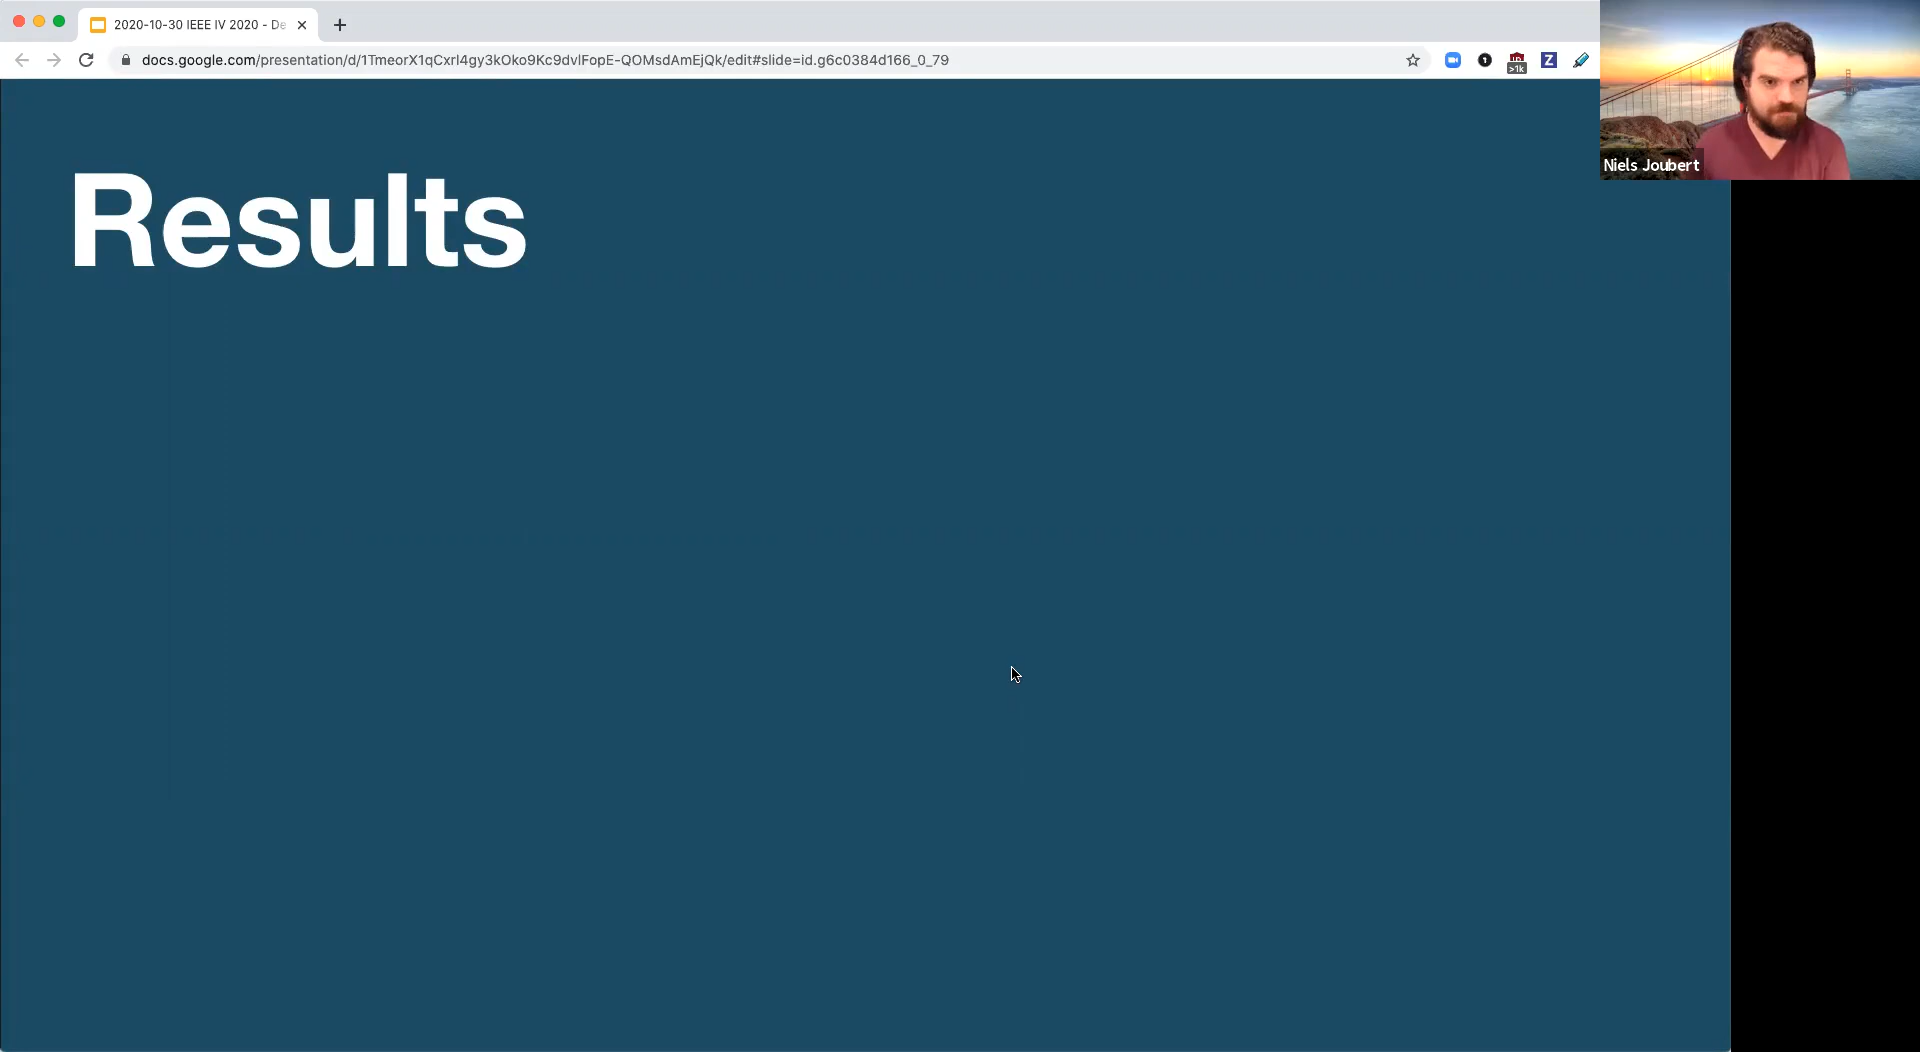 2020-10-30 IEEE IV 2020 - De
docs.google.com/presentation/d/1TmeorX1qCxrl4gy3kOko9Kc9dvlFopE-QOMsdAmEjQk/edit#slide=id.g6c0384d166_0_79
>1k
Z
Niels Joubert
Results